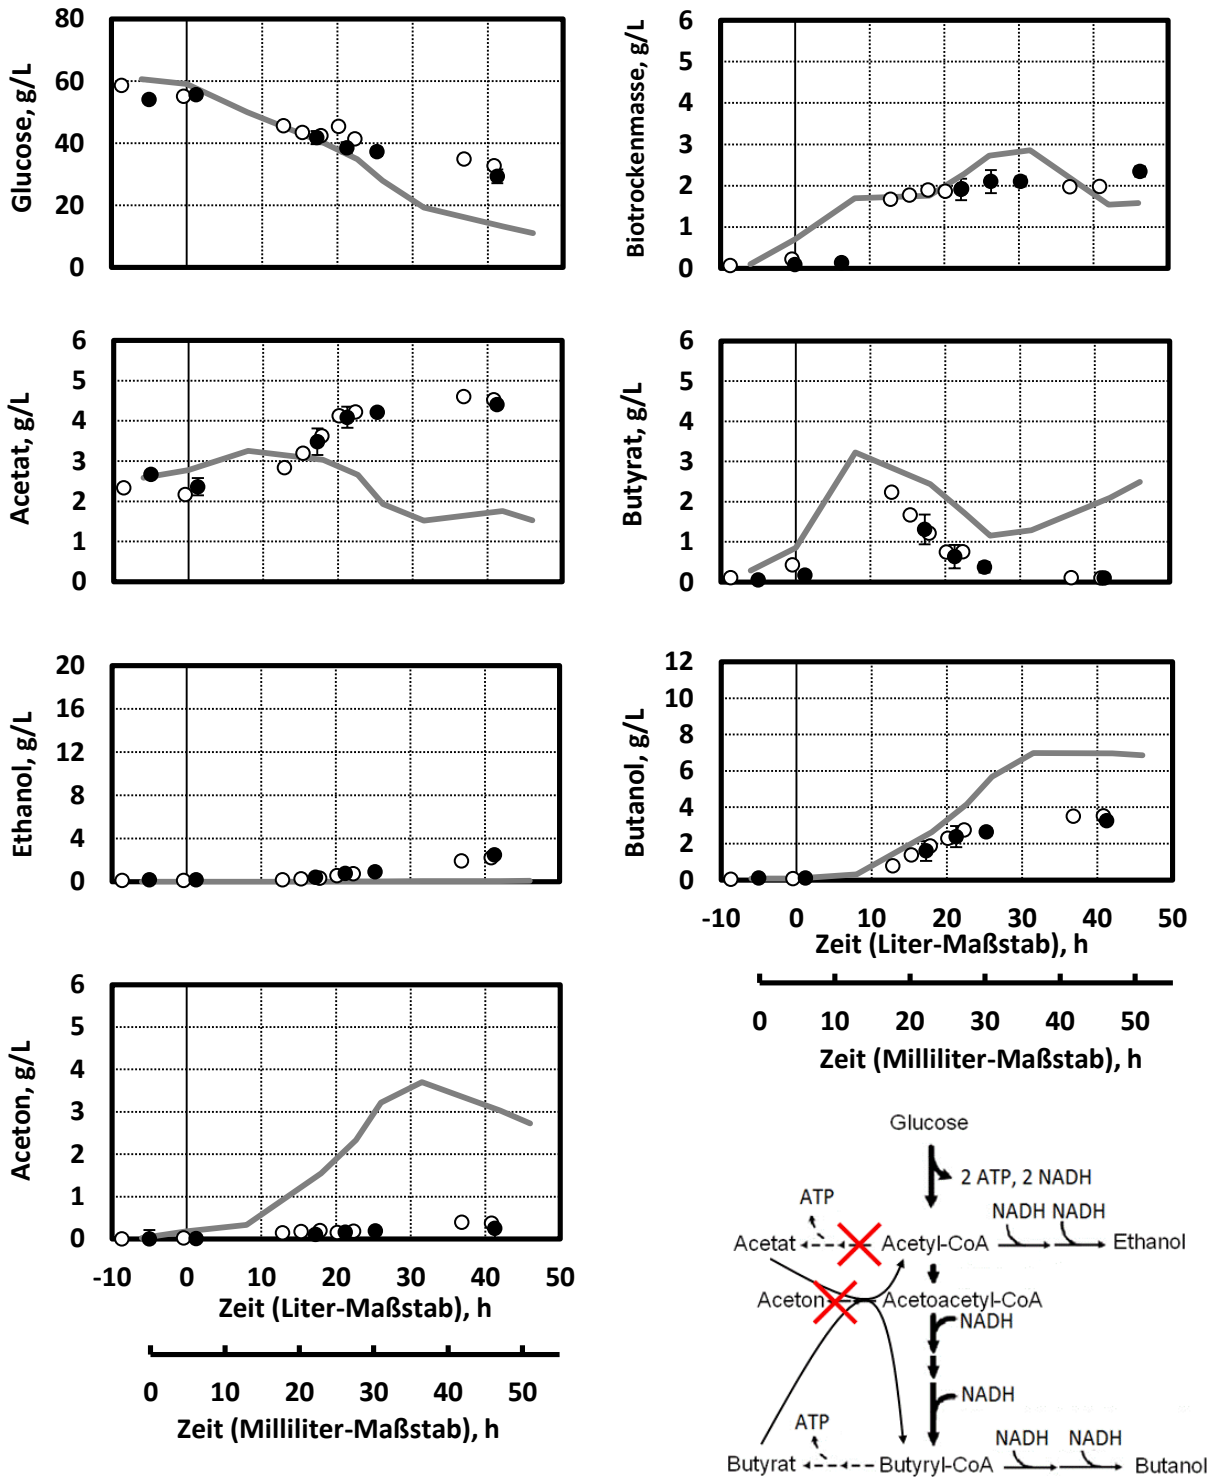 Glucose, g/L
80
60
40
20
0
Biotrockenmasse, g/L
6
5
4
3
2
1
0
Acetat, g/L
6
5
4
3
2
1
0
Butyrat, g/L
6
5
4
3
2
1
0
Ethanol, g/L
20
16
12
8
4
0
Butanol, g/L
12
10
8
6
4
2
0
-10 0 10 20 30 40 50
Zeit (Liter-Maßstab), h
0 10 20 30 40 50
Zeit (Milliliter-Maßstab), h
Aceton, g/L
6
5
4
3
2
1
0
-10 0 10 20 30 40 50
Zeit (Liter-Maßstab), h
0 10 20 30 40 50
Zeit (Milliliter-Maßstab), h
Glucose
2 ATP, 2 NADH
ATP NADH NADH
Acetat Acetyl-CoA Ethanol
Aceton Acetoacetyl-CoA
NADH
NADH
ATP NADH NADH
Butyrat Butyryl-CoA Butanol